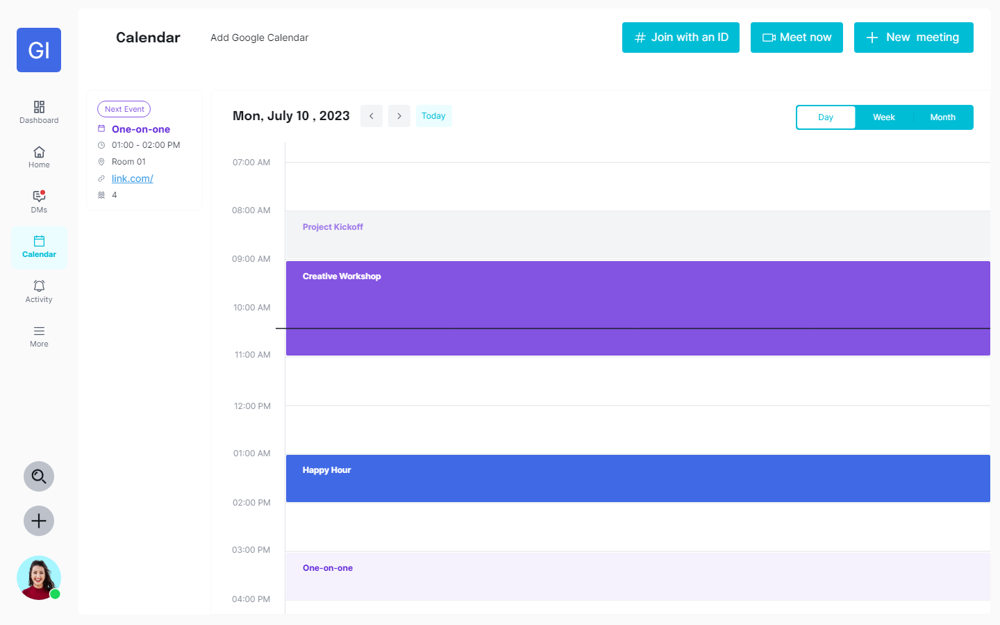 GI
Dashboard
Home
DMs
Calendar
Activity
More
Calendar
Add Google Calendar
Join with an ID
Meet now
New meeting
Next Event
One-on-one
01:00 - 02:00 PM
Room 01
link.com/
4
Mon, July 10 , 2023
Today
Day
Week
Month
07:00 AM
08:00 AM
Project Kickoff
09:00 AM
Creative Workshop
10:00 AM
11:00 AM
12:00 PM
01:00 AM
Happy Hour
02:00 PM
03:00 PM
One-on-one
04:00 PM